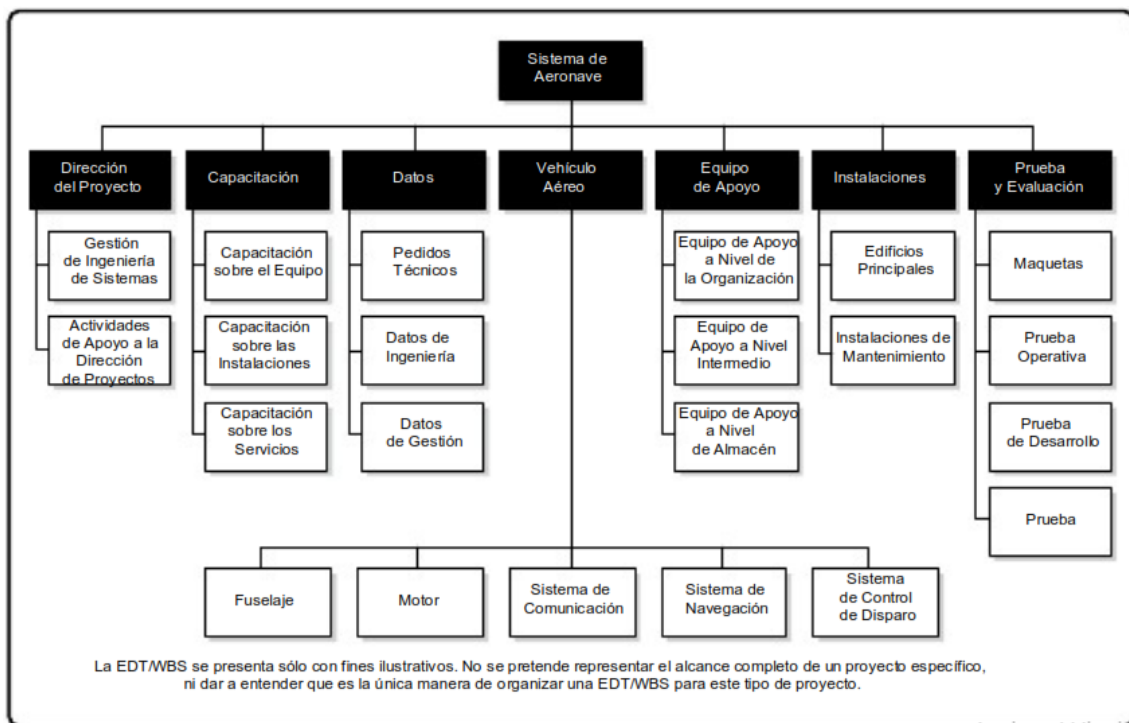 Sistema de
Aeronave
Dirección
del Proyecto
Capacitación
Datos
Vehículo
Aéreo
Equipo
de Apoyo
Instalaciones
Prueba
y Evaluación
Gestión
de Ingeniería
de Sistemas
Capacitación
sobre el Equipo
Pedidos
Técnicos
Equipo de Apoyo
a Nivel de
la Organización
Edificios
Principales
Maquetas
Actividades
de Apoyo a la
Dirección
de Proyectos
Capacitación
sobre las
Instalaciones
Datos de
Ingeniería
Equipo de
Apoyo a Nivel
Intermedio
Instalaciones de
Mantenimiento
Prueba
Operativa
Capacitación
sobre los
Servicios
Datos
de Gestión
Equipo de Apoyo
a Nivel
de Almacén
Prueba
de Desarrollo
Prueba
Fuselaje
Motor
Sistema de
Comunicación
Sistema de
Navegación
Sistema
de Control
de Disparo
La EDT/WBS se presenta sólo con fines ilustrativos. No se pretende representar el alcance completo de un proyecto específico,
ni dar a entender que es la única manera de organizar una EDT/WBS para este tipo de proyecto.